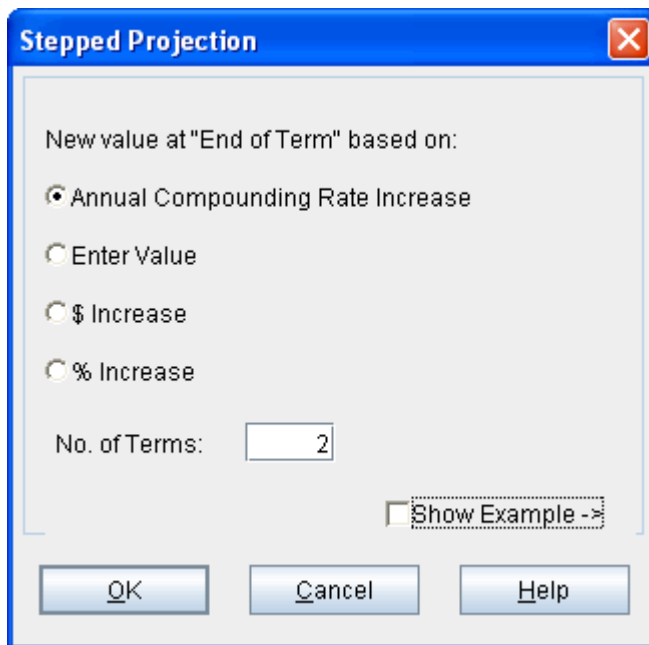 Stepped Projection
New value at "End of Term" based on:
Annual Compounding Rate Increase
Enter Value
$ Increase
% Increase
No. of Terms: 2
Show Example ->
OK Cancel Help